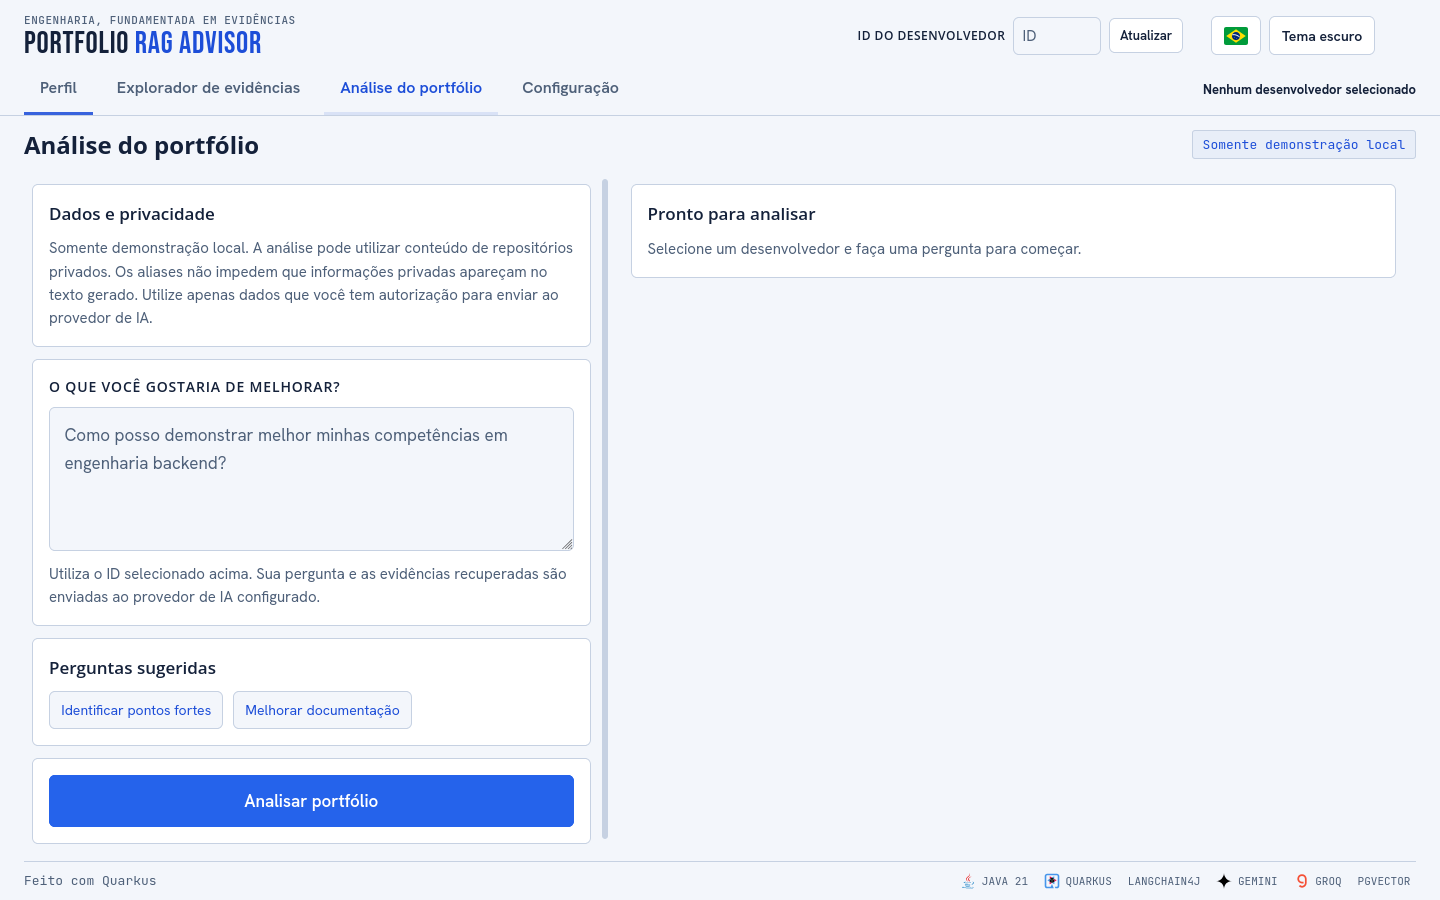 ENGENHARIA, FUNDAMENTADA EM EVIDÊNCIAS
PORTFOLIO RAG ADVISOR
ID DO DESENVOLVEDOR
ID
Atualizar
Tema escuro
Perfil
Explorador de evidências
Análise do portfólio
Configuração
Nenhum desenvolvedor selecionado
Análise do portfólio
Somente demonstração local
Dados e privacidade
Somente demonstração local. A análise pode utilizar conteúdo de repositórios
privados. Os aliases não impedem que informações privadas apareçam no
texto gerado. Utilize apenas dados que você tem autorização para enviar ao
provedor de IA.
O QUE VOCÊ GOSTARIA DE MELHORAR?
Como posso demonstrar melhor minhas competências em
engenharia backend?
Utiliza o ID selecionado acima. Sua pergunta e as evidências recuperadas são
enviadas ao provedor de IA configurado.
Perguntas sugeridas
Identificar pontos fortes
Melhorar documentação
Analisar portfólio
Pronto para analisar
Selecione um desenvolvedor e faça uma pergunta para começar.
Feito com Quarkus
JAVA 21
QUARKUS
LANGCHAIN4J
GEMINI
GROQ
PGVECTOR